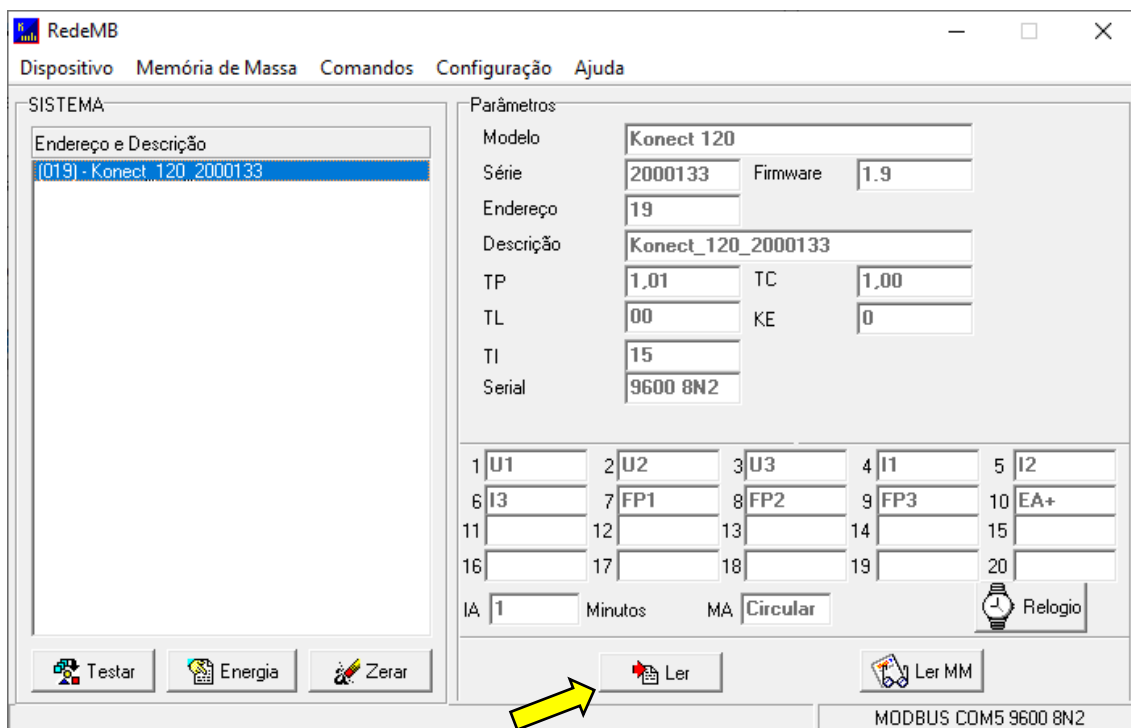 RedeMB
Dispositivo Memória de Massa Comandos Configuração Ajuda
SISTEMA
Endereço e Descrição
(019) - Konect_120_2000133
Testar Energia Zerar
Parâmetros
Modelo Konect 120
Série 2000133 Firmware 1.9
Endereço 19
Descrição Konect_120_2000133
TP 1,01 TC 1,00
TL 00 KE 0
TI 15
Serial 9600 8N2
1 U1 2 U2 3 U3 4 I1 5 I2
6 I3 7 FP1 8 FP2 9 FP3 10 EA+
11 12 13 14 15
16 17 18 19 20
IA 1 Minutos MA Circular Relogio
Ler Ler MM
MODBUS COM5 9600 8N2